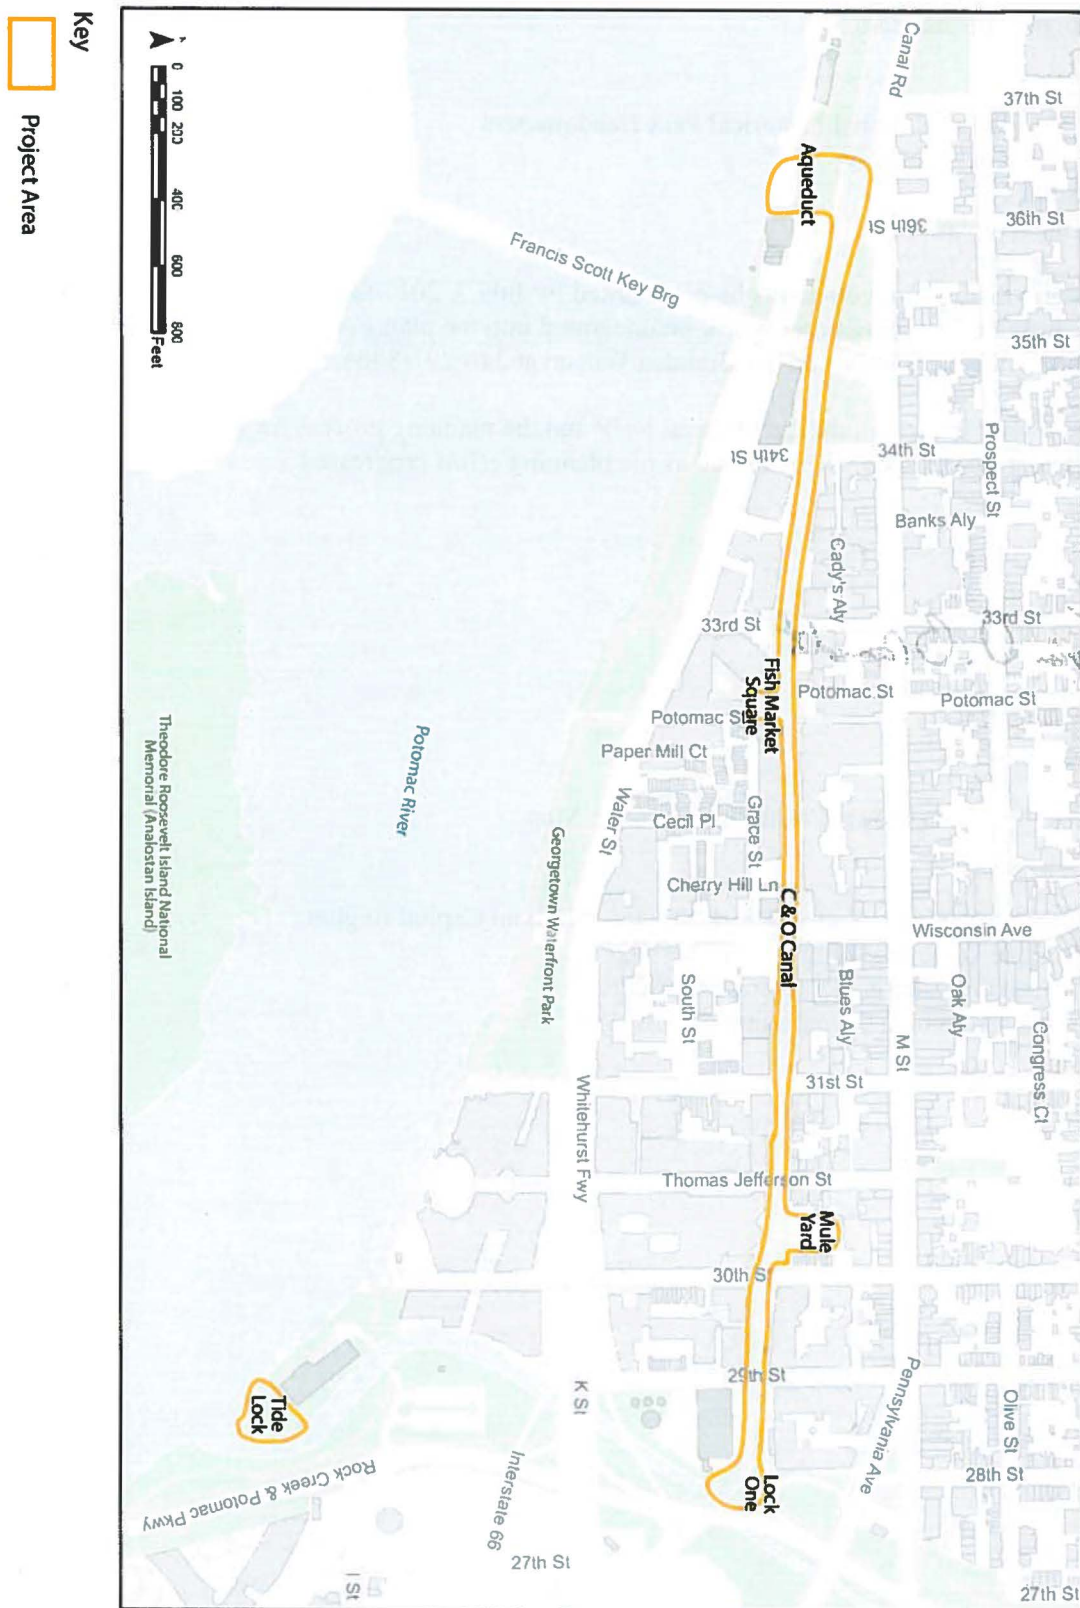 Key
Project Area
0 100 200 400 600 800
Feet
Canal Rd
37th St
36th St
36th St
Aqueduct
Francis Scott Key Brg
35th St
34th St
34th St
Prospect St
Banks Aly
Cady's Aly
33rd St
33rd St
Fish Market
Square
Potomac St
Potomac St
Potomac St
Paper Mill Ct
Water St
Cecil Pl
Grace St
Cherry Hill Ln
C & O Canal
Wisconsin Ave
Potomac River
Georgetown Waterfront Park
Theodore Roosevelt Island National
Memorial (Analostan Island)
South St
Blues Aly
Oak Aly
Congress Ct
M St
31st St
Whitehurst Fwy
Thomas Jefferson St
Mule
Yard
30th S
29th St
K St
Pennsylvania Ave
Olive St
28th St
Tide
Lock
Lock
One
Rock Creek & Potomac Pkwy
Interstate 66
27th St
27th St
I St